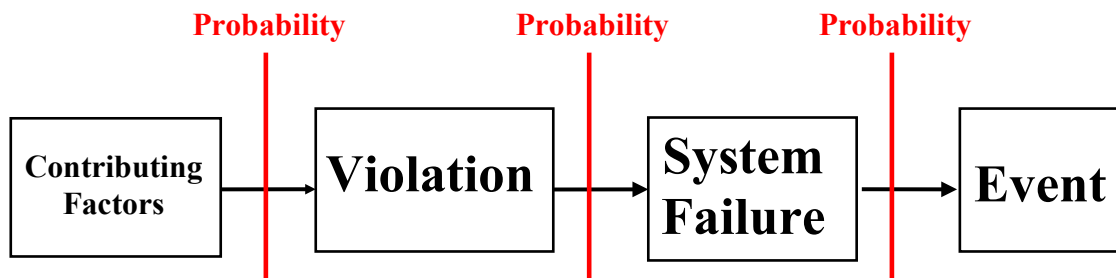 Probability
Probability
Probability
Contributing
Factors
Violation
System
Failure
Event